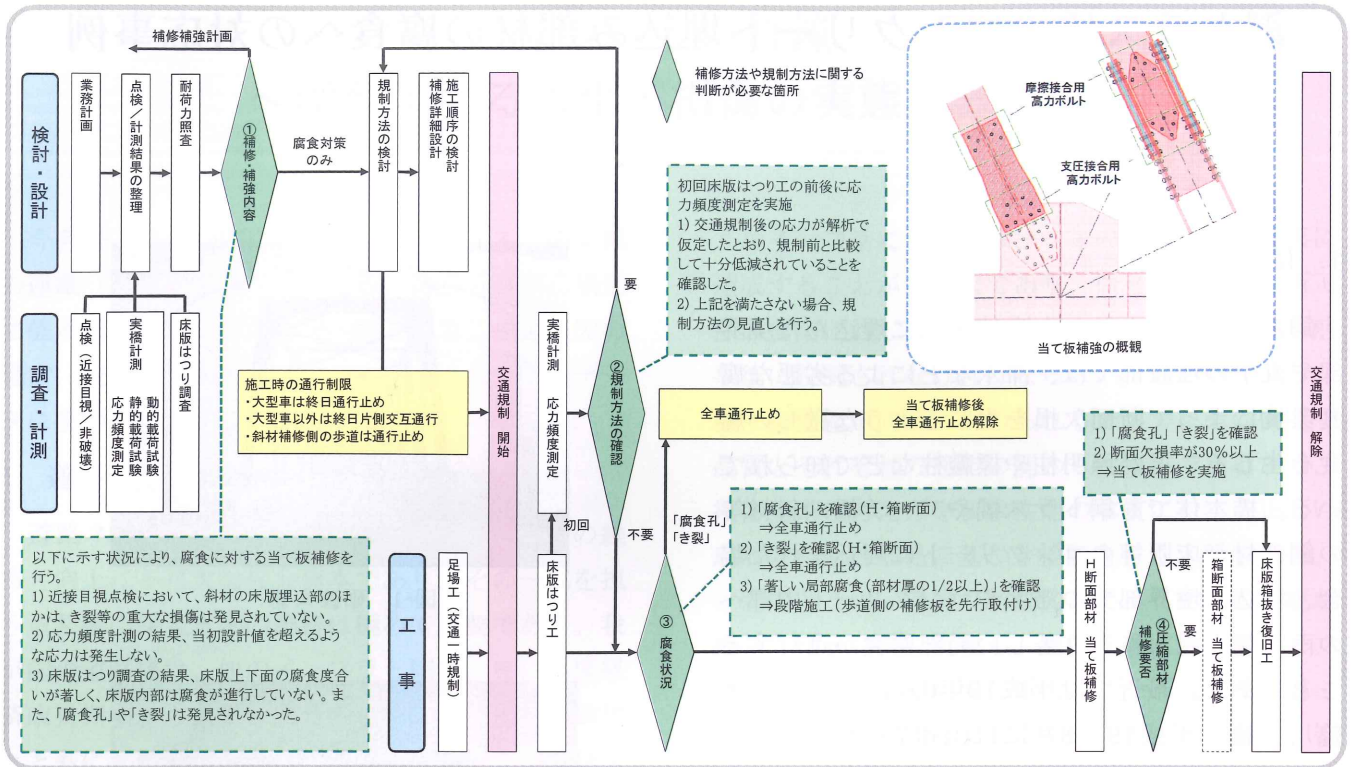 補修補強計画
検討・設計
業務計画
点検／計測結果の整理
耐荷力照査
①補修・補強内容
腐食対策
のみ
規制方法の検討
施工順序の検討
補修詳細設計
補修方法や規制方法に関する
判断が必要な箇所
摩擦接合用
高力ボルト
支圧接合用
高力ボルト
当て板補強の概観
初回床版はつり工の前後に応
力頻度測定を実施
1) 交通規制後の応力が解析で
仮定したとおり、規制前と比較
して十分低減されていることを
確認した。
2) 上記を満たさない場合、規
制方法の見直しを行う。
要
調査・計測
点検（近接目視／非破壊）
実橋計測
動的載荷試験
静的載荷試験
応力頻度測定
床版はつり調査
施工時の通行制限
・大型車は終日通行止め
・大型車以外は終日片側交互通行
・斜材補修側の歩道は通行止め
交通規制 開始
実橋計測 応力頻度測定
②規制方法の確認
全車通行止め
当て板補修後
全車通行止め解除
1)「腐食孔」「き裂」を確認
2) 断面欠損率が30%以上
⇒当て板補修を実施
交通規制 解除
初回
不要
「腐食孔」
「き裂」
1)「腐食孔」を確認(H・箱断面)
⇒全車通行止め
2)「き裂」を確認(H・箱断面)
⇒全車通行止め
3)「著しい局部腐食(部材厚の1/2以上)」を確認
⇒段階施工(歩道側の補修板を先行取付け)
以下に示す状況により、腐食に対する当て板補修を
行う。
1) 近接目視点検において、斜材の床版埋込部のほ
かは、き裂等の重大な損傷は発見されていない。
2) 応力頻度計測の結果、当初設計値を超えるよう
な応力は発生しない。
3) 床版はつり調査の結果、床版上下面の腐食度合
いが著しく、床版内部は腐食が進行していない。ま
た、「腐食孔」や「き裂」は発見されなかった。
工事
足場工（交通一時規制）
床版はつり工
③ 腐食状況
H断面部材 当て板補修
④圧縮部材
補修要否
不要
要
箱断面部材 当て板補修
床版箱抜き復旧工